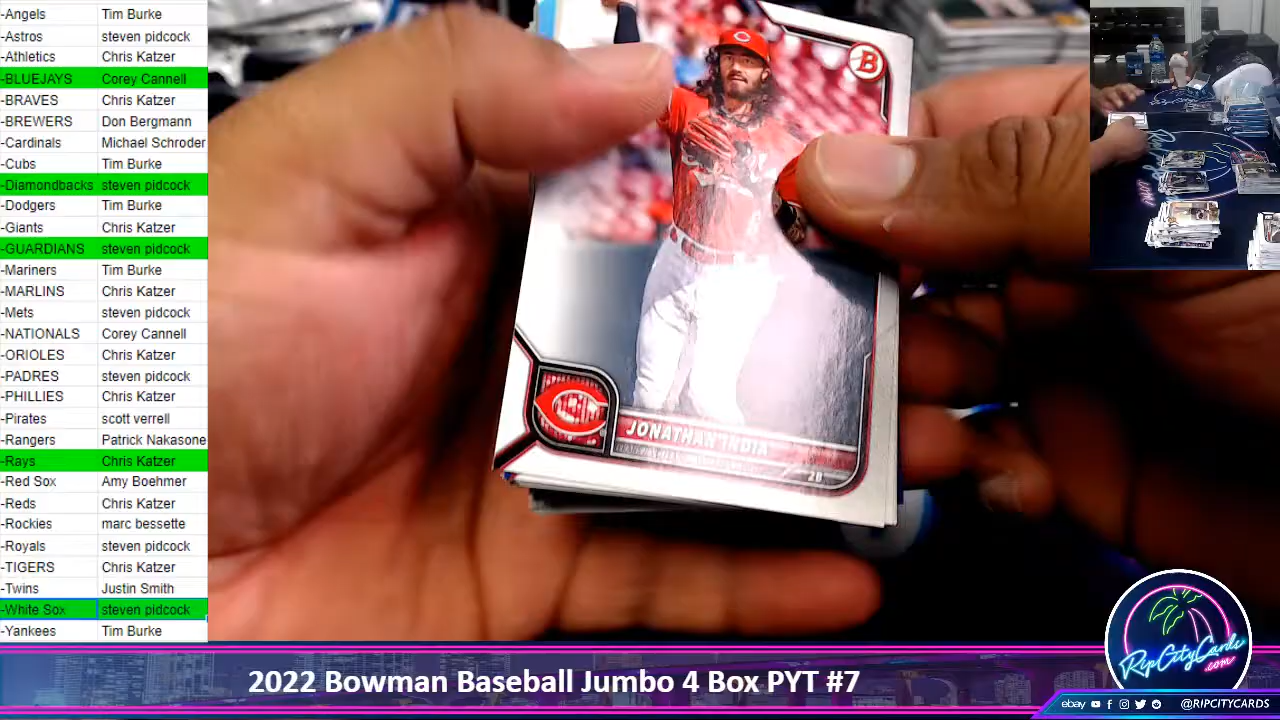 -Angels Tim Burke
-Astros steven pidcock
-Athletics Chris Katzer
-BLUEJAYS Corey Cannell
-BRAVES Chris Katzer
-BREWERS Don Bergmann
-Cardinals Michael Schroder
-Cubs Tim Burke
-Diamondbacks steven pidcock
-Dodgers Tim Burke
-Giants Chris Katzer
-GUARDIANS steven pidcock
-Mariners Tim Burke
-MARLINS Chris Katzer
-Mets steven pidcock
-NATIONALS Corey Cannell
-ORIOLES Chris Katzer
-PADRES steven pidcock
-PHILLIES Chris Katzer
-Pirates scott verrell
-Rangers Patrick Nakasone
-Rays Chris Katzer
-Red Sox Amy Boehmer
-Reds Chris Katzer
-Rockies marc bessette
-Royals steven pidcock
-TIGERS Chris Katzer
-Twins Justin Smith
-White Sox steven pidcock
-Yankees Tim Burke
B
JONATHAN INDIA
2B
2022 Bowman Baseball Jumbo 4 Box PYT #7
RipCityCards
.com
ebay @RIPCITYCARDS